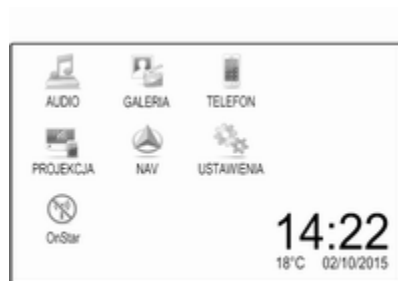 AUDIO GALERIA TELEFON
PROJEKCJA NAV USTAWIENIA
OnStar
14:22
18°C 02/10/2015